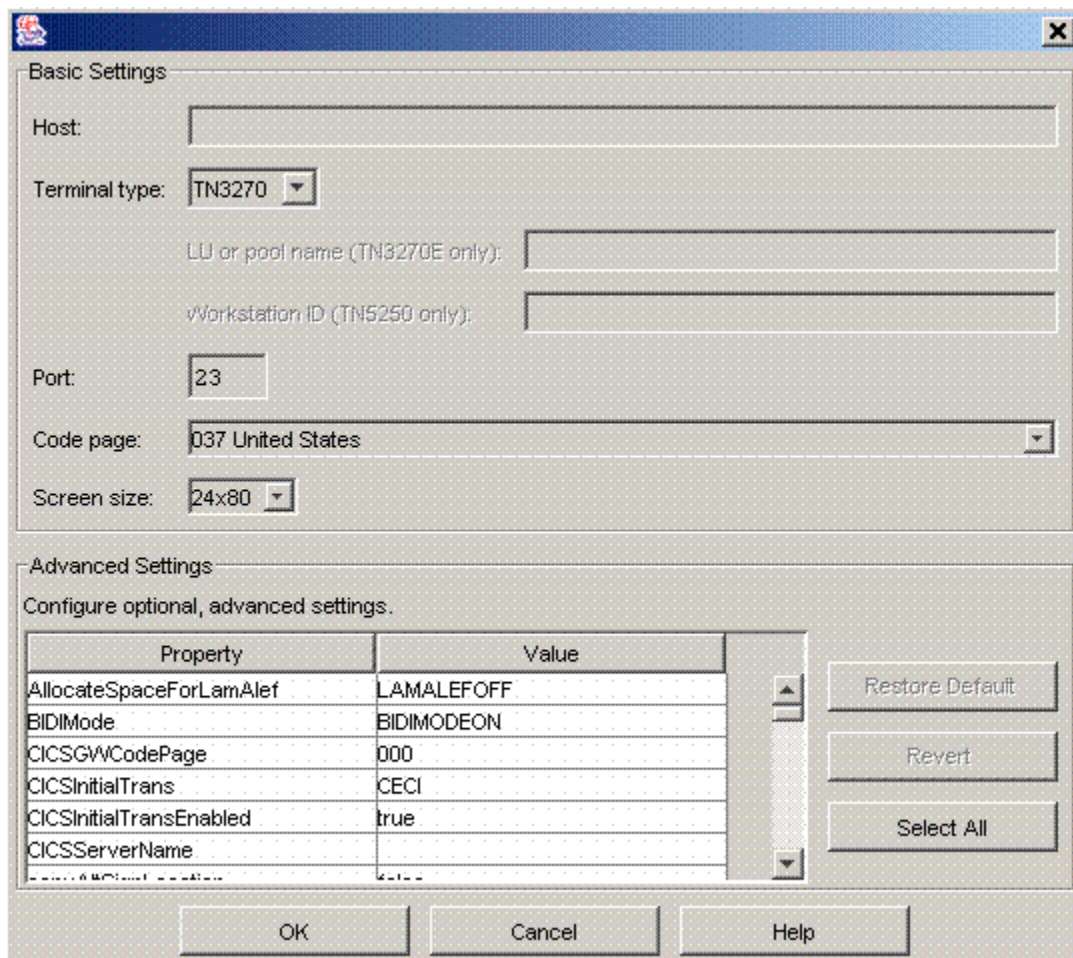 Basic Settings
Host:
Terminal type: TN3270
LU or pool name (TN3270E only):
Workstation ID (TN5250 only):
Port: 23
Code page: 037 United States
Screen size: 24x80
Advanced Settings
Configure optional, advanced settings.
Property Value
AllocateSpaceForLamAlef LAMALEFOFF
BIDIMode BIDIMODEON
CICSGWCodePage 000
CICSInitialTrans CECI
CICSInitialTransEnabled true
CICSServerName
Restore Default
Revert
Select All
OK Cancel Help